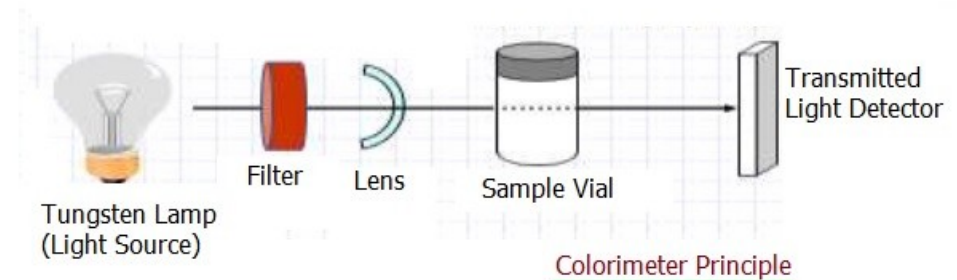 Filter
Lens
Sample Vial
Transmitted
Light Detector
Tungsten Lamp
(Light Source)
Colorimeter Principle